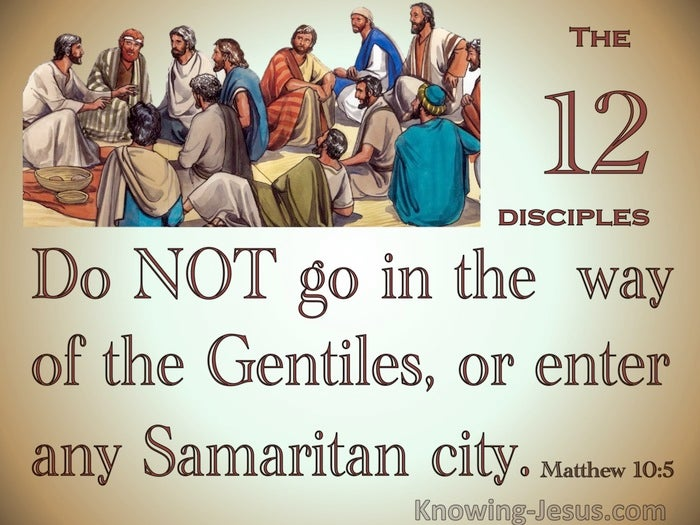 THE
12
DISCIPLES
Do NOT go in the way
of the Gentiles, or enter
any Samaritan city. Matthew 10:5
Knowing-Jesus.com